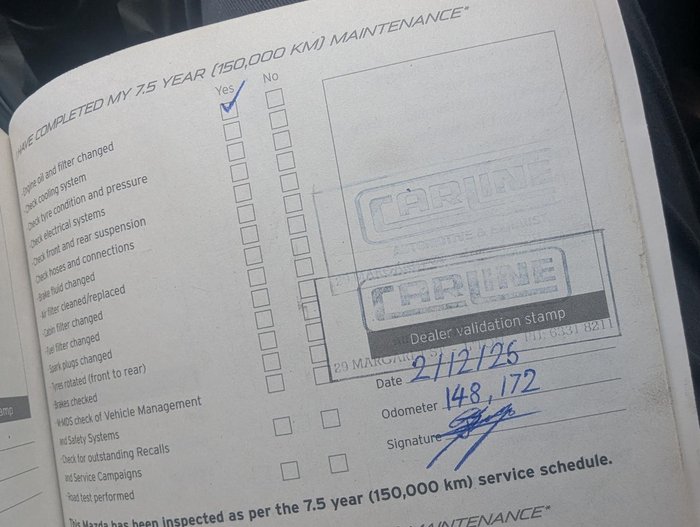 I HAVE COMPLETED MY 7.5 YEAR (150,000 KM) MAINTENANCE*
Yes No
Engine oil and filter changed
Check cooling system
Check tyre condition and pressure
Check electrical systems
Check front and rear suspension
Check hoses and connections
Brake fluid changed
Air filter cleaned/replaced
Cabin filter changed
Fuel filter changed
Spark plugs changed
Tyres rotated (front to rear)
Brakes checked
M-MDS check of Vehicle Management
and Safety Systems
Check for outstanding Recalls
and Service Campaigns
Road test performed
CARLINE
CARLINE
Dealer validation stamp
29 MARGARET ST
PH: 6331 8211
Date 2/12/25
Odometer 148,172
Signature
This Mazda has been inspected as per the 7.5 year (150,000 km) service schedule.
MAINTENANCE*